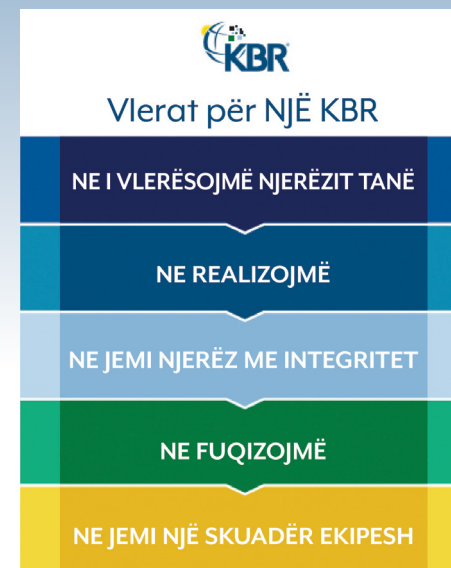 KBR
Vlerat për NJË KBR
NE I VLERËSOJMË NJERËZIT TANË
NE REALIZOJMË
NE JEMI NJERËZ ME INTEGRITET
NE FUQIZOJMË
NE JEMI NJË SKUADËR EKIPESH